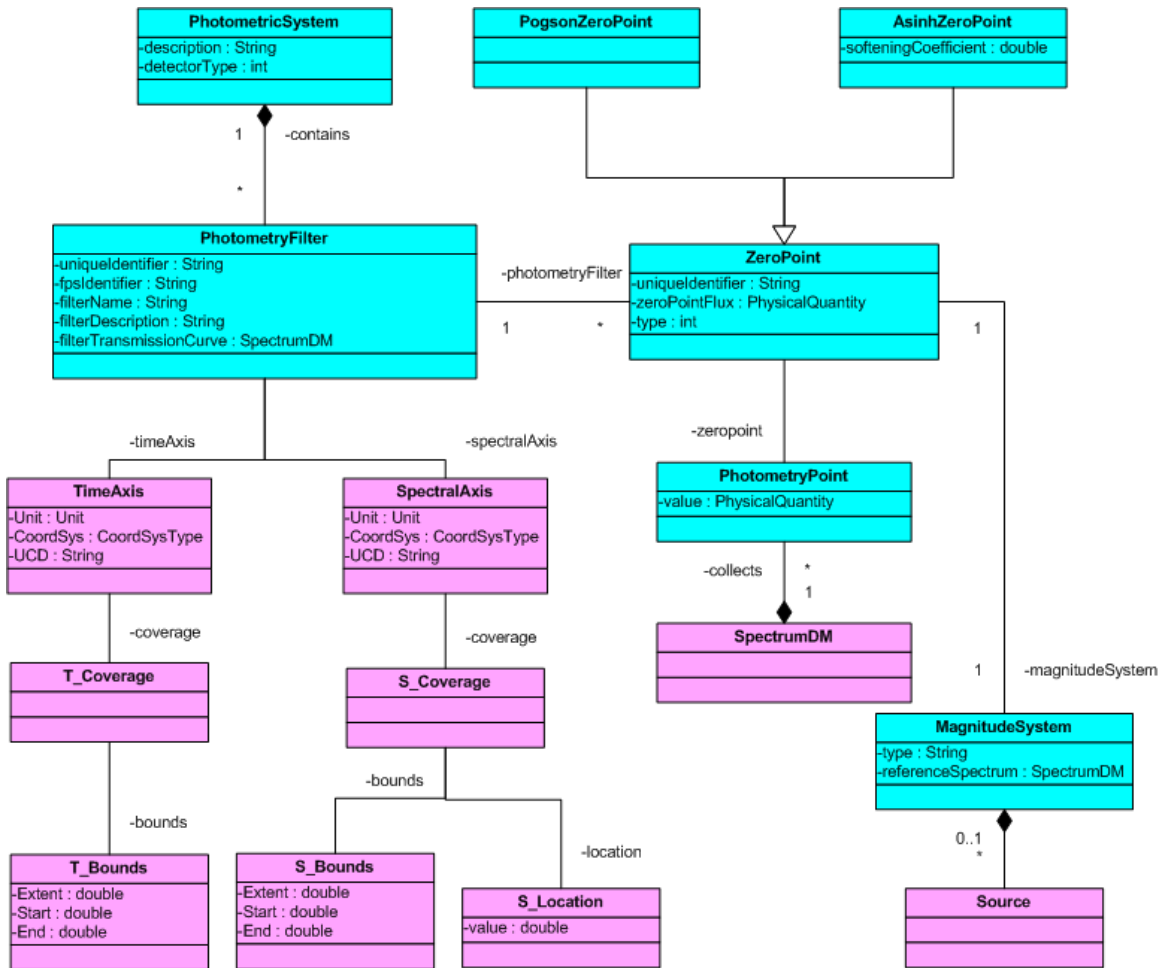 PhotometricSystem
-description : String
-detectorType : int
PogsonZeroPoint
AsinhZeroPoint
-softeningCoefficient : double
1
-contains
*
PhotometryFilter
-uniqueIdentifier : String
-fpsIdentifier : String
-filterName : String
-filterDescription : String
-filterTransmissionCurve : SpectrumDM
-photometryFilter
1
*
ZeroPoint
-uniqueIdentifier : String
-zeroPointFlux : PhysicalQuantity
-type : int
1
-timeAxis
-spectralAxis
-zeropoint
TimeAxis
-Unit : Unit
-CoordSys : CoordSysType
-UCD : String
SpectralAxis
-Unit : Unit
-CoordSys : CoordSysType
-UCD : String
PhotometryPoint
-value : PhysicalQuantity
-collects
*
1
-coverage
-coverage
SpectrumDM
T_Coverage
S_Coverage
1
-magnitudeSystem
MagnitudeSystem
-type : String
-referenceSpectrum : SpectrumDM
-bounds
-bounds
-location
0..1
*
T_Bounds
-Extent : double
-Start : double
-End : double
S_Bounds
-Extent : double
-Start : double
-End : double
S_Location
-value : double
Source